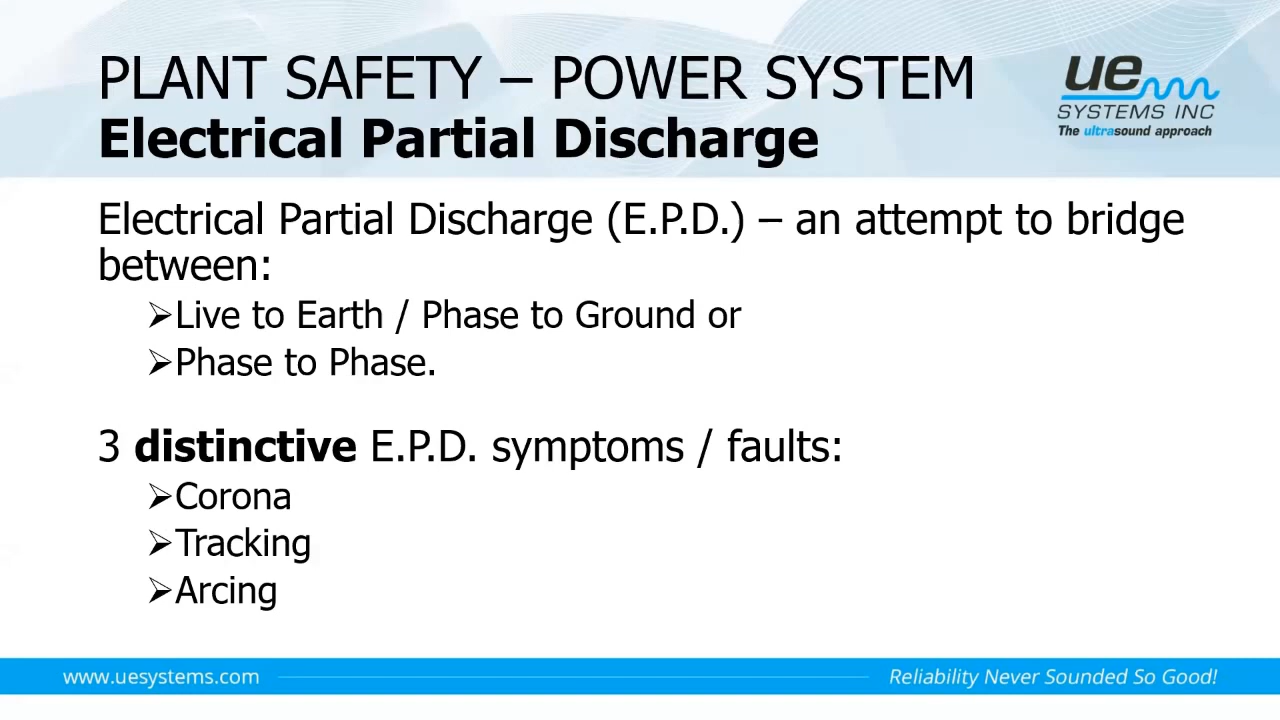 PLANT SAFETY – POWER SYSTEM
Electrical Partial Discharge
ue
SYSTEMS INC
The ultrasound approach
Electrical Partial Discharge (E.P.D.) – an attempt to bridge
between:
➢Live to Earth / Phase to Ground or
➢Phase to Phase.
3 distinctive E.P.D. symptoms / faults:
➢Corona
➢Tracking
➢Arcing
www.uesystems.com
Reliability Never Sounded So Good!